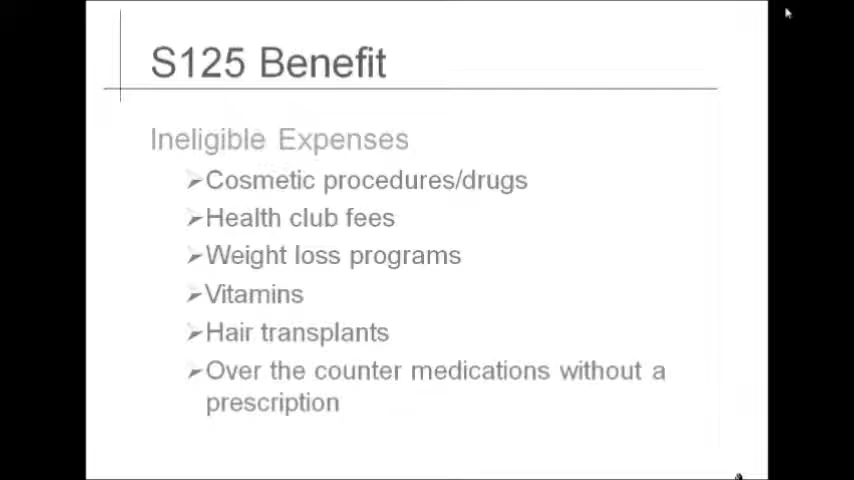 S125 Benefit
Ineligible Expenses
➢Cosmetic procedures/drugs
➢Health club fees
➢Weight loss programs
➢Vitamins
➢Hair transplants
➢Over the counter medications without a
prescription